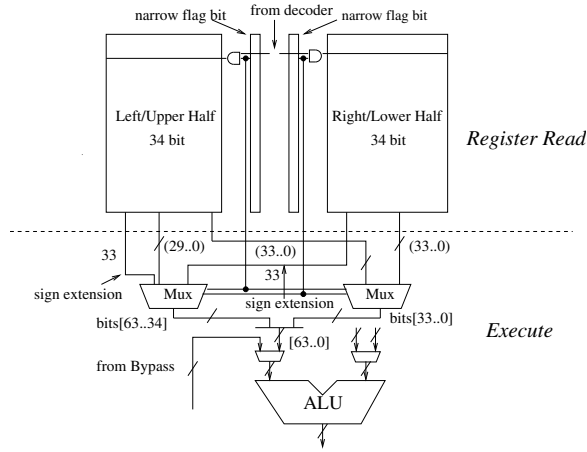 from decoder
narrow flag bit
narrow flag bit
Left/Upper Half
34 bit
Right/Lower Half
34 bit
Register Read
33
(29..0)
(33..0)
33
(33..0)
sign extension
Mux
sign extension
Mux
bits[63..34]
bits[33..0]
[63..0]
Execute
from Bypass
ALU